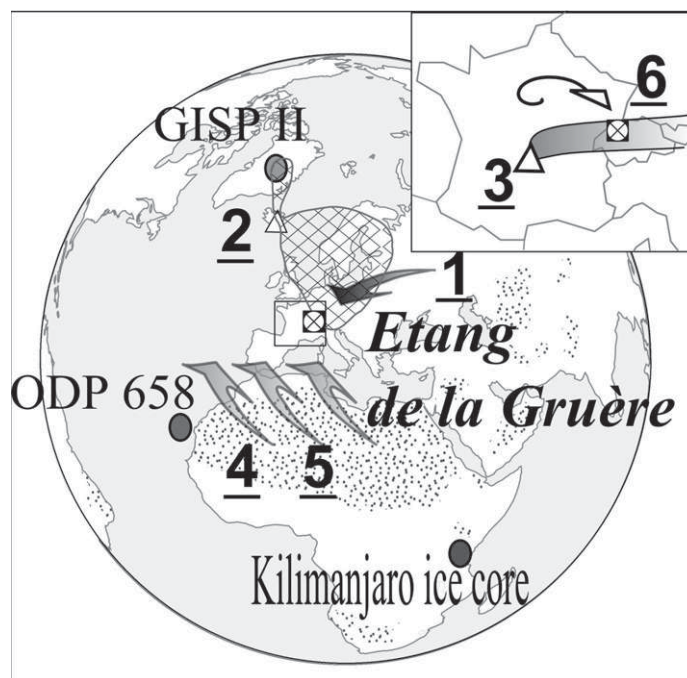 6
GISP II
3
2
1
Etang
de la Gruère
ODP 658
4 5
Kilimanjaro ice core